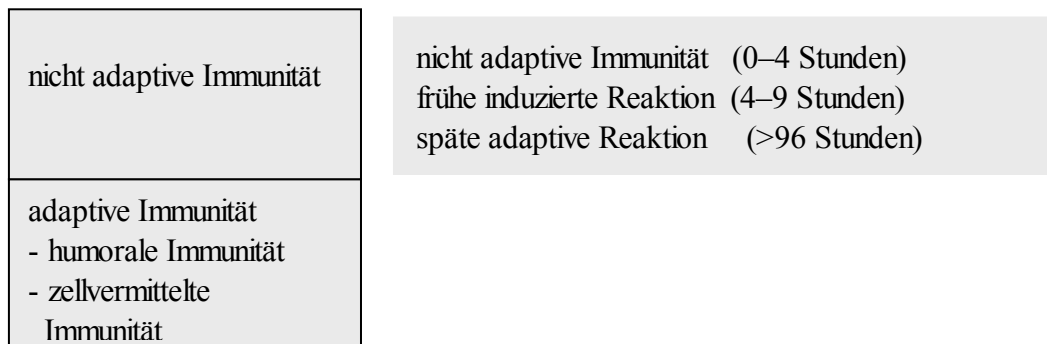 nicht adaptive Immunität
adaptive Immunität
- humorale Immunität
- zellvermittelte
Immunität
nicht adaptive Immunität (0–4 Stunden)
frühe induzierte Reaktion (4–9 Stunden)
späte adaptive Reaktion (>96 Stunden)